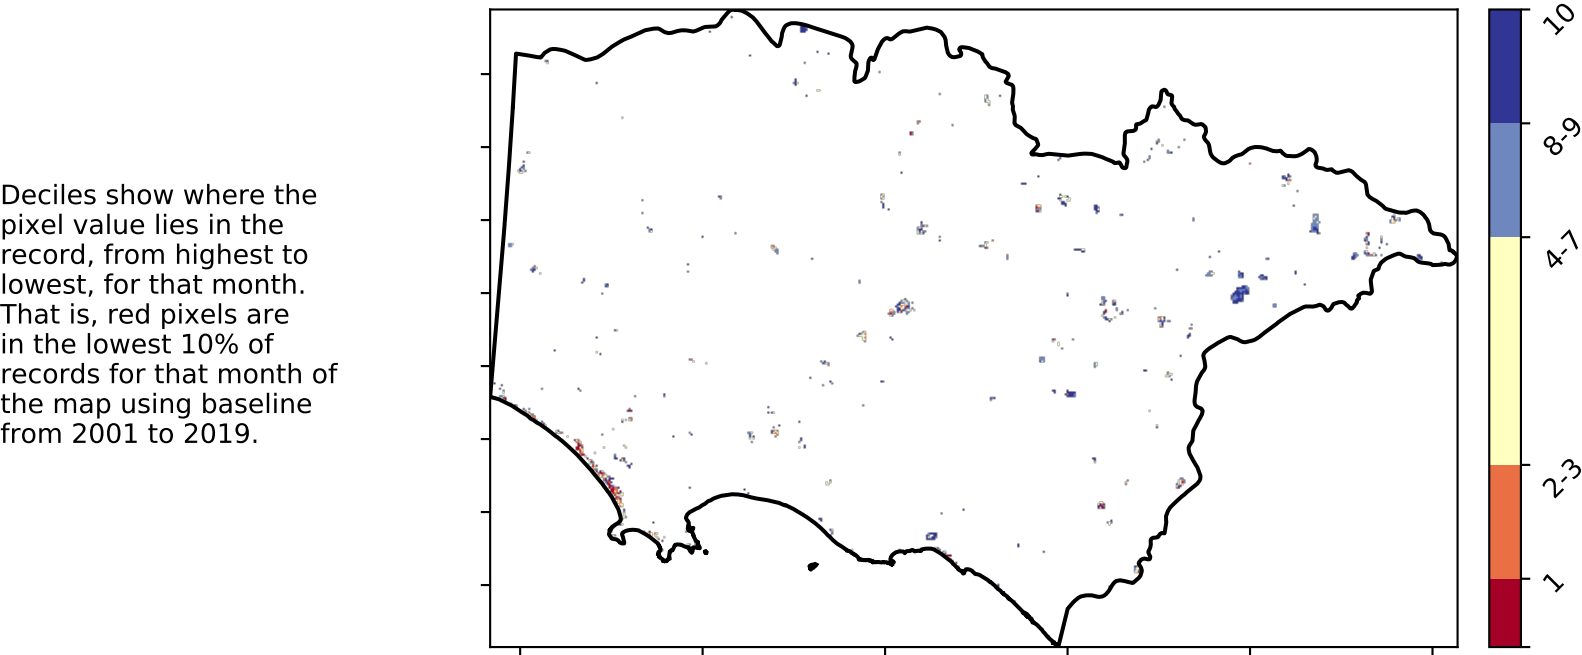 Deciles show where the
pixel value lies in the
record, from highest to
lowest, for that month.
That is, red pixels are
in the lowest 10% of
records for that month of
the map using baseline
from 2001 to 2019.
10
8-9
4-7
2-3
1